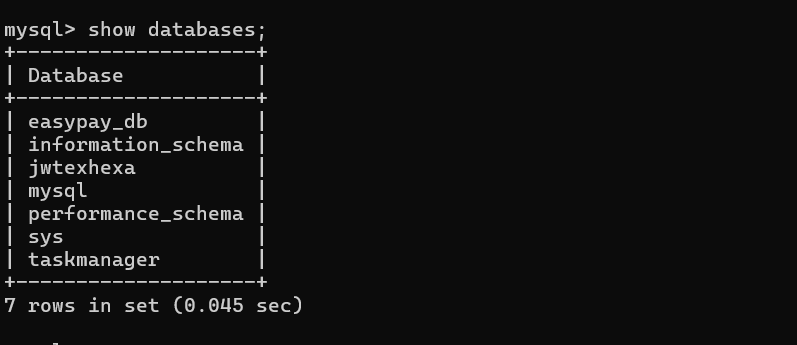 mysql> show databases;
+--------------------+
| Database           |
+--------------------+
| easypay_db         |
| information_schema |
| jwtexhexa          |
| mysql              |
| performance_schema |
| sys                |
| taskmanager        |
+--------------------+
7 rows in set (0.045 sec)